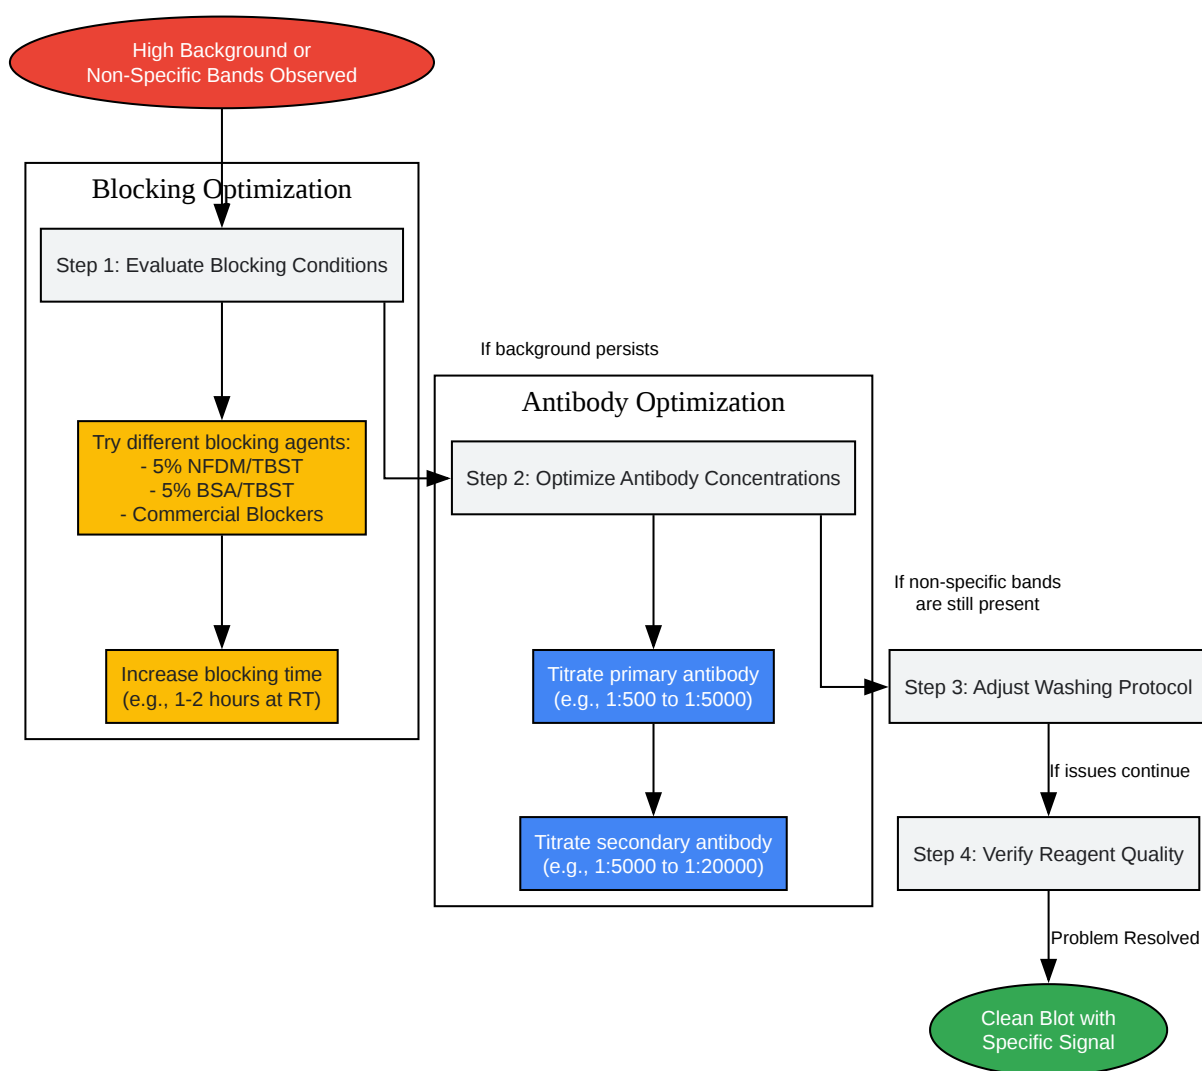 High Background or
Non-Specific Bands Observed
Blocking Optimization
Step 1: Evaluate Blocking Conditions
If background persists
Antibody Optimization
Try different blocking agents:
- 5% NFDM/TBST
- 5% BSA/TBST
- Commercial Blockers
Step 2: Optimize Antibody Concentrations
If non-specific bands
are still present
Increase blocking time
(e.g., 1-2 hours at RT)
Titrate primary antibody
(e.g., 1:500 to 1:5000)
Step 3: Adjust Washing Protocol
If issues continue
Titrate secondary antibody
(e.g., 1:5000 to 1:20000)
Step 4: Verify Reagent Quality
Problem Resolved
Clean Blot with
Specific Signal